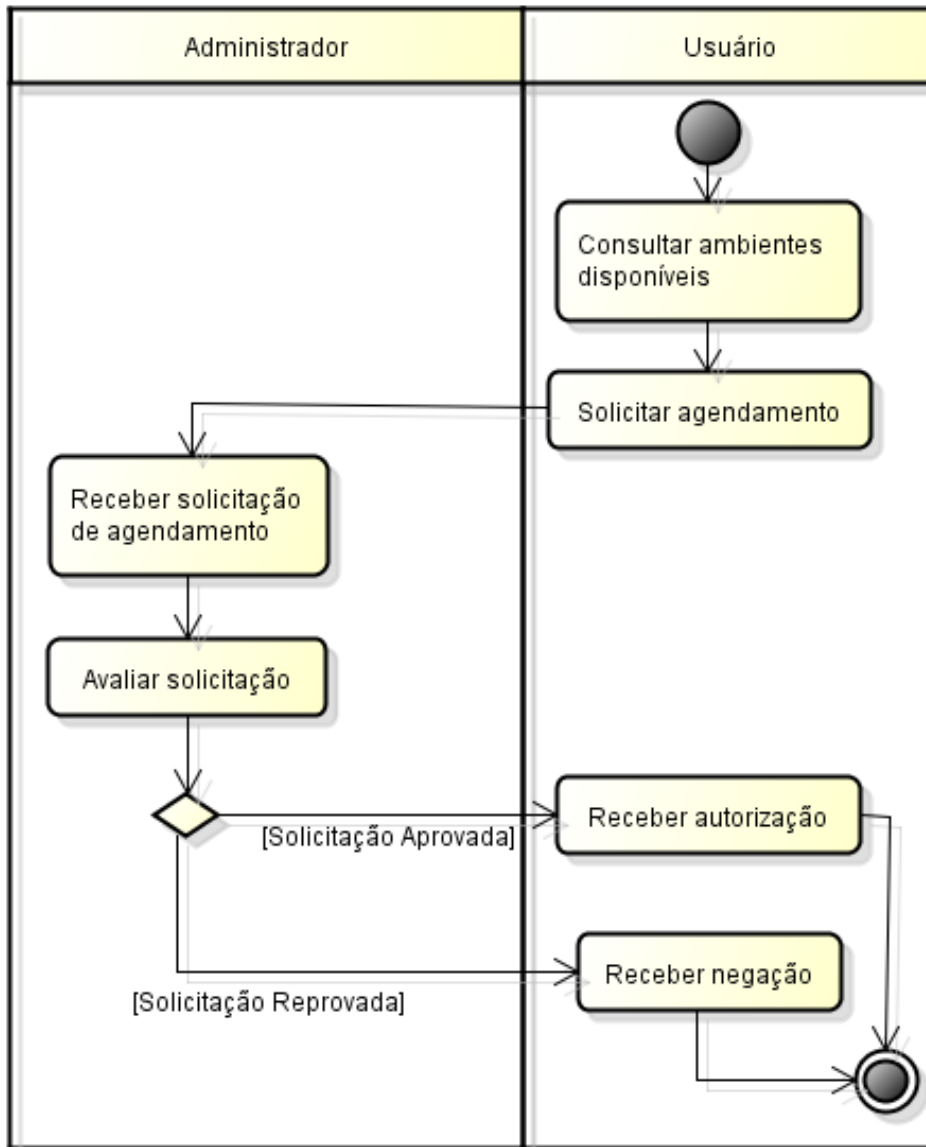 Administrador
Usuário
Consultar ambientes
disponíveis
Solicitar agendamento
Receber solicitação
de agendamento
Avaliar solicitação
[Solicitação Aprovada]
Receber autorização
Receber negação
[Solicitação Reprovada]